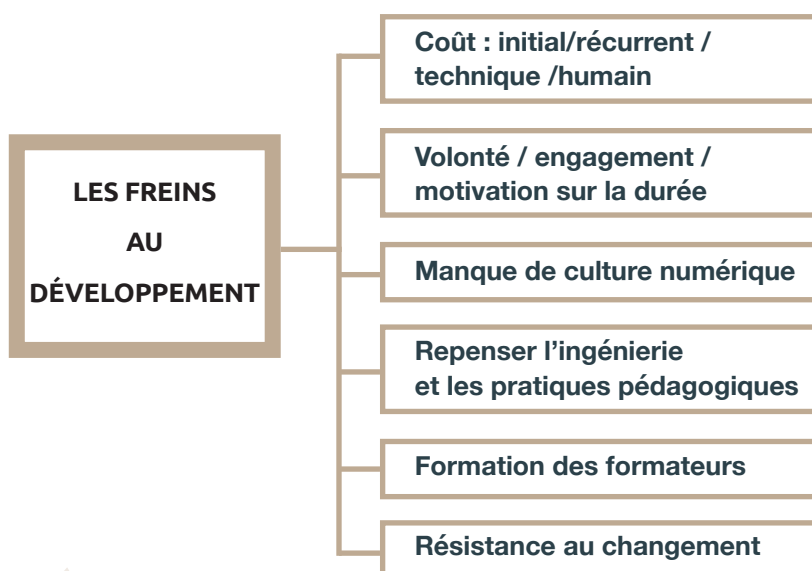 LES FREINS
AU
DÉVELOPPEMENT
Coût : initial/récurrent /
technique /humain
Volonté / engagement /
motivation sur la durée
Manque de culture numérique
Repenser l’ingénierie
et les pratiques pédagogiques
Formation des formateurs
Résistance au changement